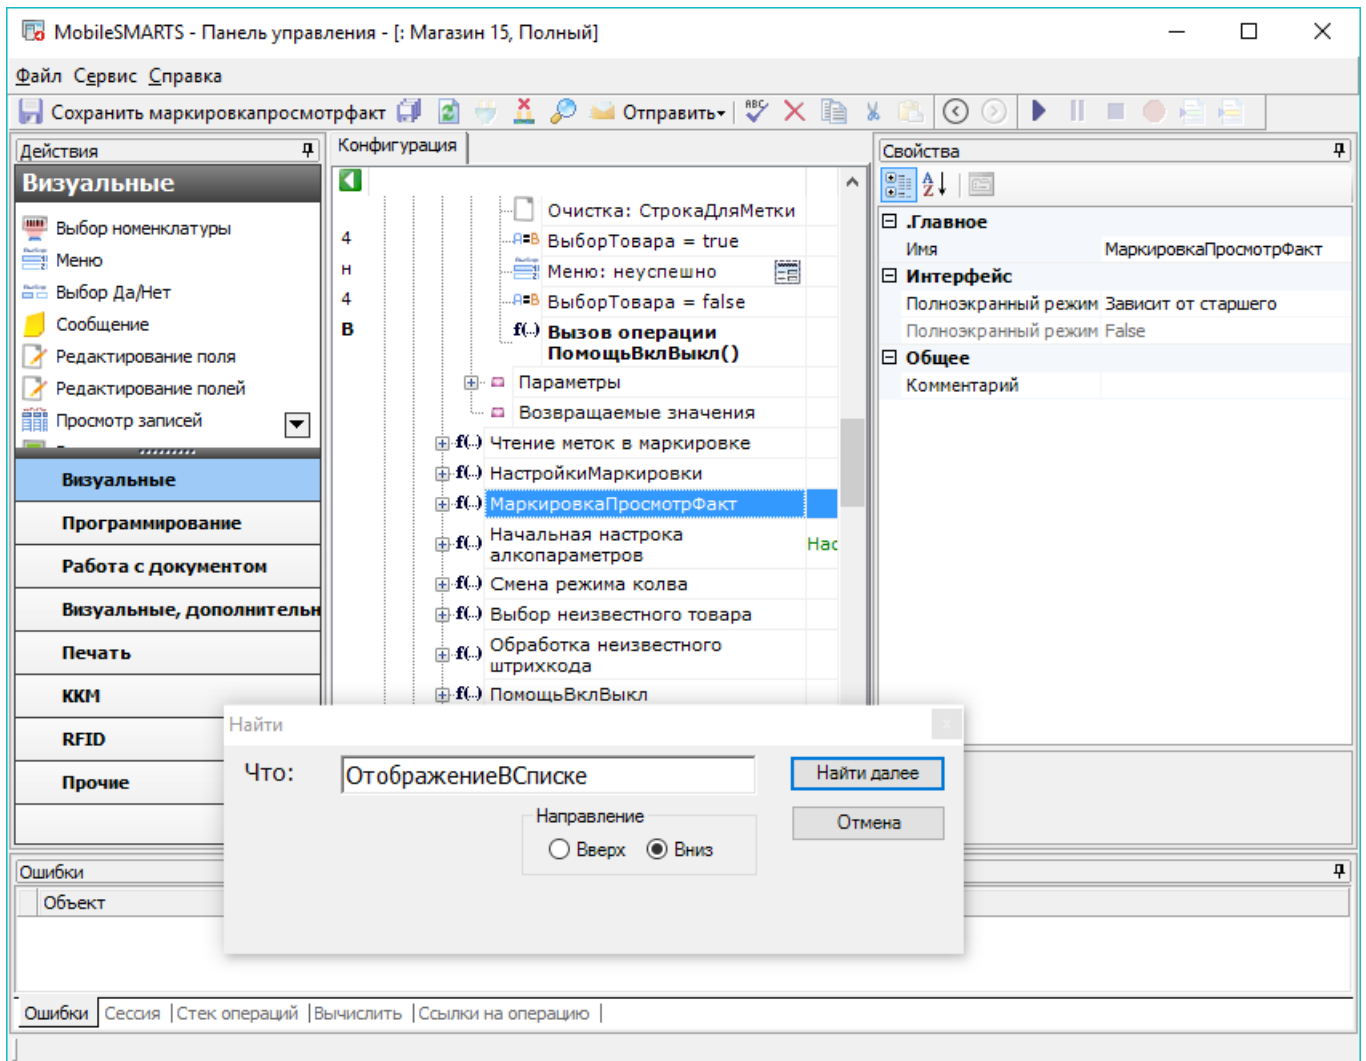 MobileSMARTS - Панель управления - [: Магазин 15, Полный]
Файл Сервис Справка
Сохранить маркировкапросмотрфакт
Отправить
Действия
Визуальные
Выбор номенклатуры
Меню
Выбор Да/Нет
Сообщение
Редактирование поля
Редактирование полей
Просмотр записей
Визуальные
Программирование
Работа с документом
Визуальные, дополнительн
Печать
ККМ
RFID
Прочие
Конфигурация
Очистка: СтрокаДляМетки
4 ВыборТовара = true
н Меню: неуспешно
4 ВыборТовара = false
В f(..) Вызов операции
ПомощьВклВыкл()
Параметры
Возвращаемые значения
f(..) Чтение меток в маркировке
f(..) НастройкиМаркировки
f(..) МаркировкаПросмотрФакт
f(..) Начальная настрока
алкопараметров
Нас
f(..) Смена режима колва
f(..) Выбор неизвестного товара
f(..) Обработка неизвестного
штрихкода
f(..) ПомощьВклВыкл
Свойства
.Главное
Имя МаркировкаПросмотрФакт
Интерфейс
Полноэкранный режим Зависит от старшего
Полноэкранный режим False
Общее
Комментарий
Найти
Что: ОтображениеВСписке
Найти далее
Направление
Вверх Вниз
Отмена
Ошибки
Объект
Ошибки Сессия Стек операций Вычислить Ссылки на операцию